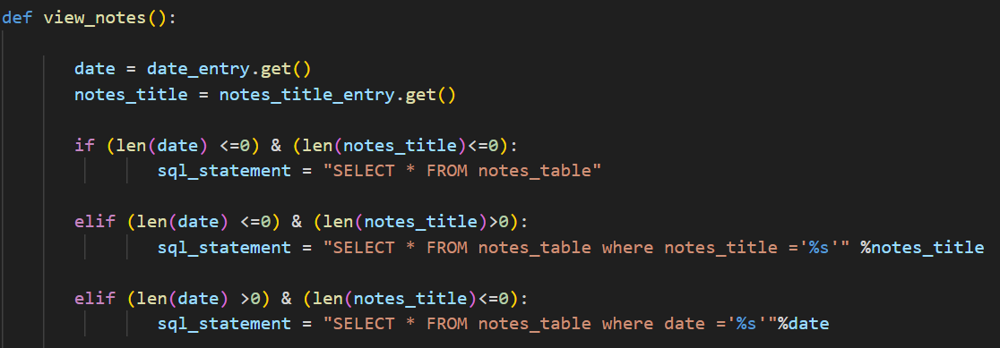 def view_notes():
date = date_entry.get()
notes_title = notes_title_entry.get()
if (len(date) <=0) & (len(notes_title)<=0):
sql_statement = "SELECT * FROM notes_table"
elif (len(date) <=0) & (len(notes_title)>0):
sql_statement = "SELECT * FROM notes_table where notes_title ='%s'" %notes_title
elif (len(date) >0) & (len(notes_title)<=0):
sql_statement = "SELECT * FROM notes_table where date ='%s'"%date